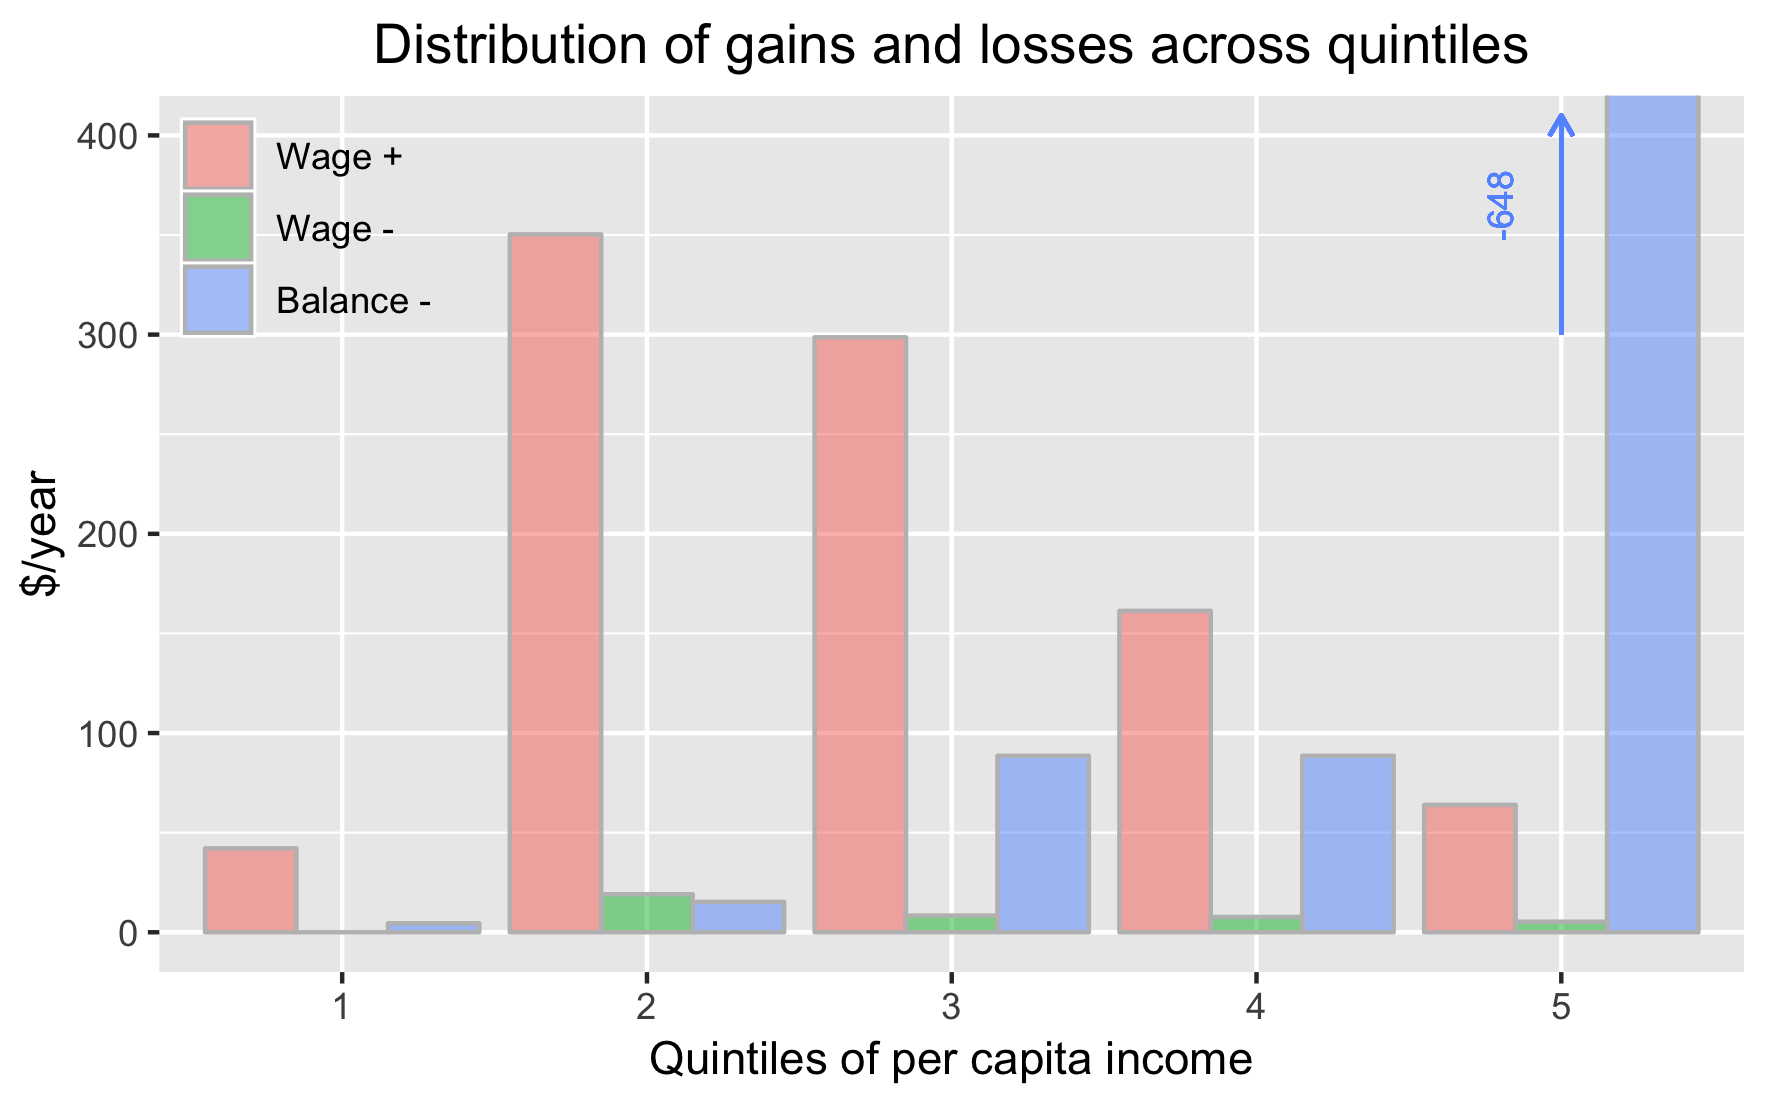 Distribution of gains and losses across quintiles
Wage +
Wage -
Balance -
-648
400
300
200
100
0
$/year
1 2 3 4 5
Quintiles of per capita income